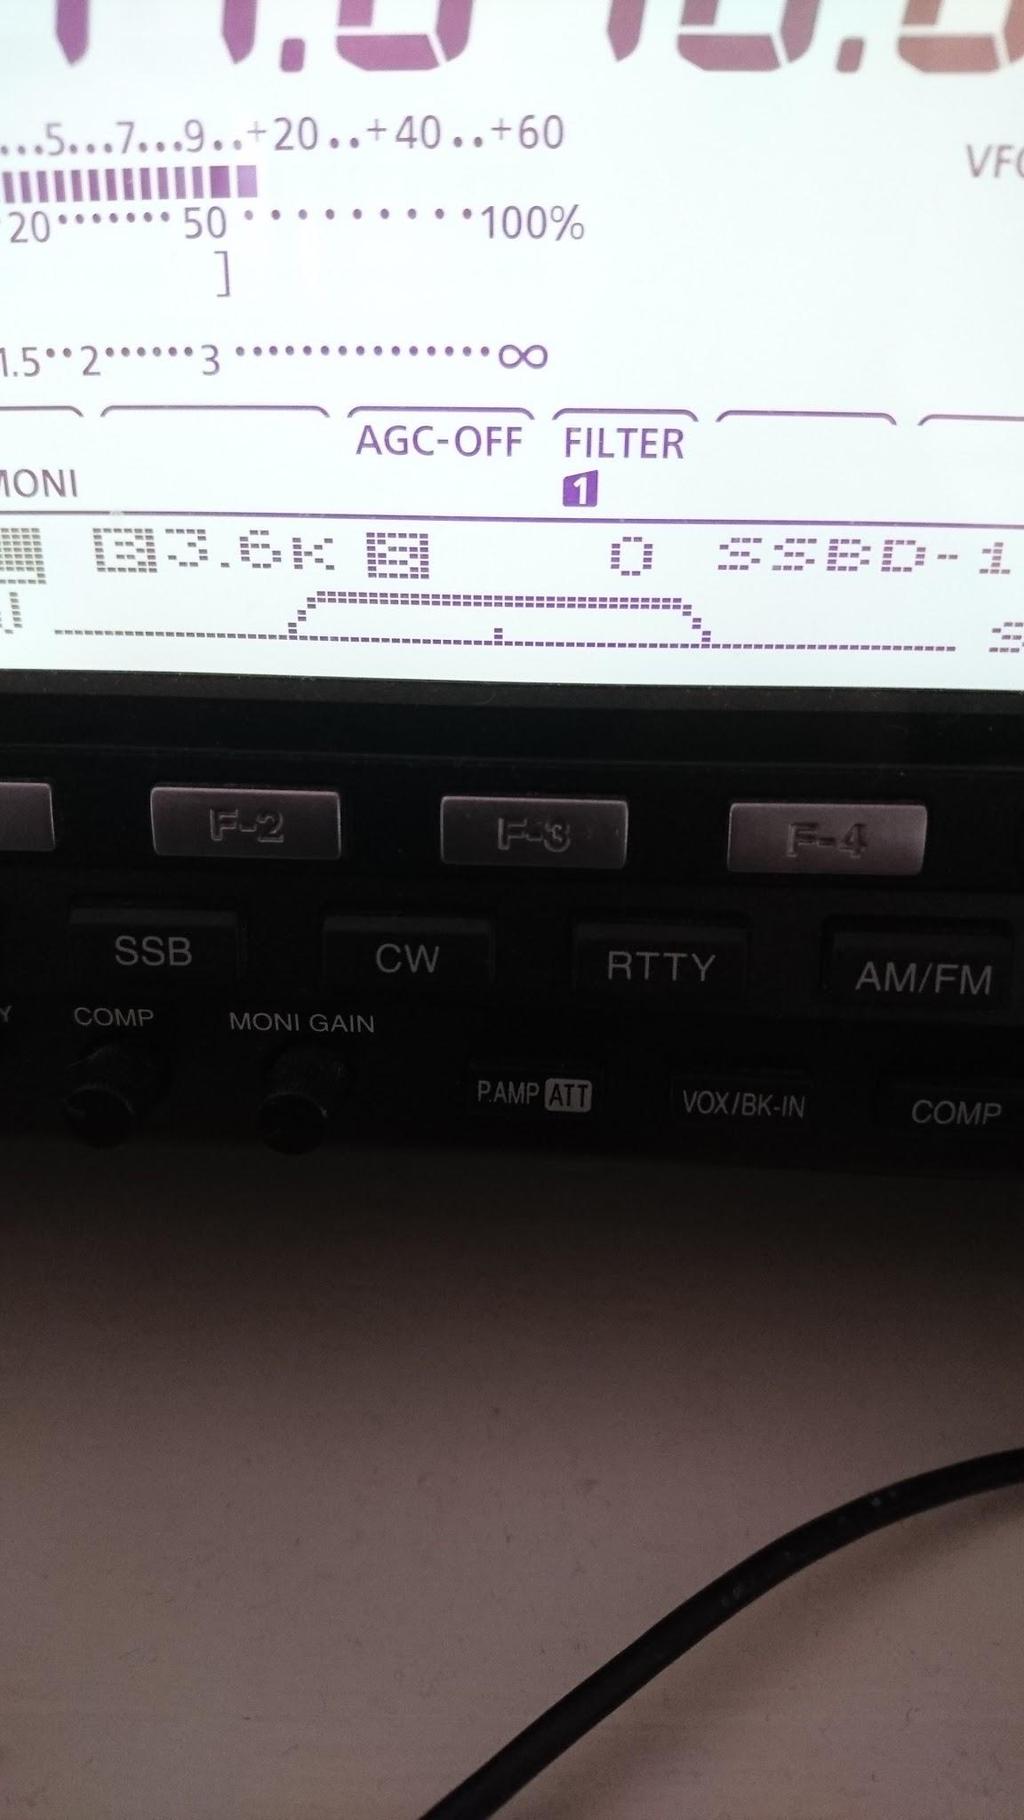 ...5...7...9..+20..+40..+60
VFO
20.......50.........100%
]
1.5..2......3...............∞
AGC-OFF FILTER
MONI 1
3.6k S 0 SSBD-1
F-2 F-3 F-4
SSB CW RTTY AM/FM
Y COMP MONI GAIN
P.AMP ATT VOX/BK-IN COMP